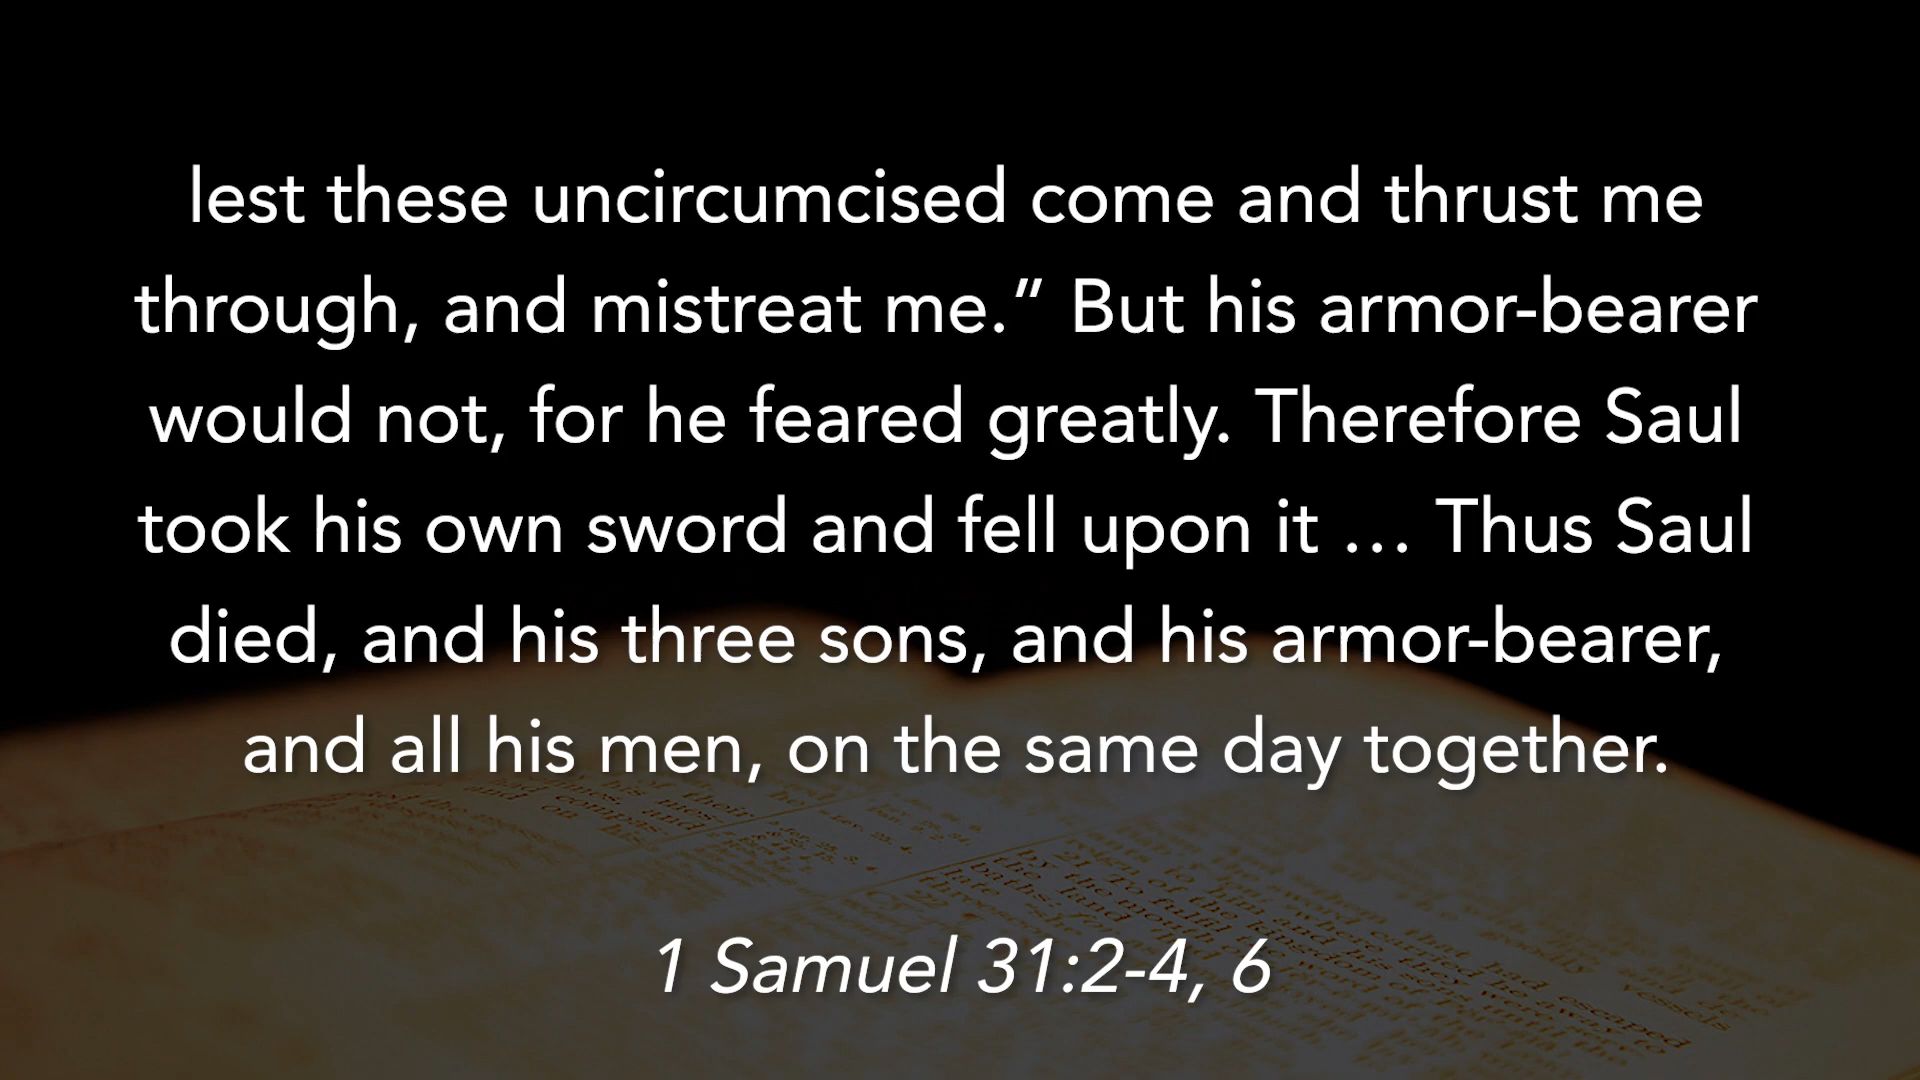 lest these uncircumcised come and thrust me
through, and mistreat me.” But his armor-bearer
would not, for he feared greatly. Therefore Saul
took his own sword and fell upon it … Thus Saul
died, and his three sons, and his armor-bearer,
and all his men, on the same day together.
1 Samuel 31:2-4, 6